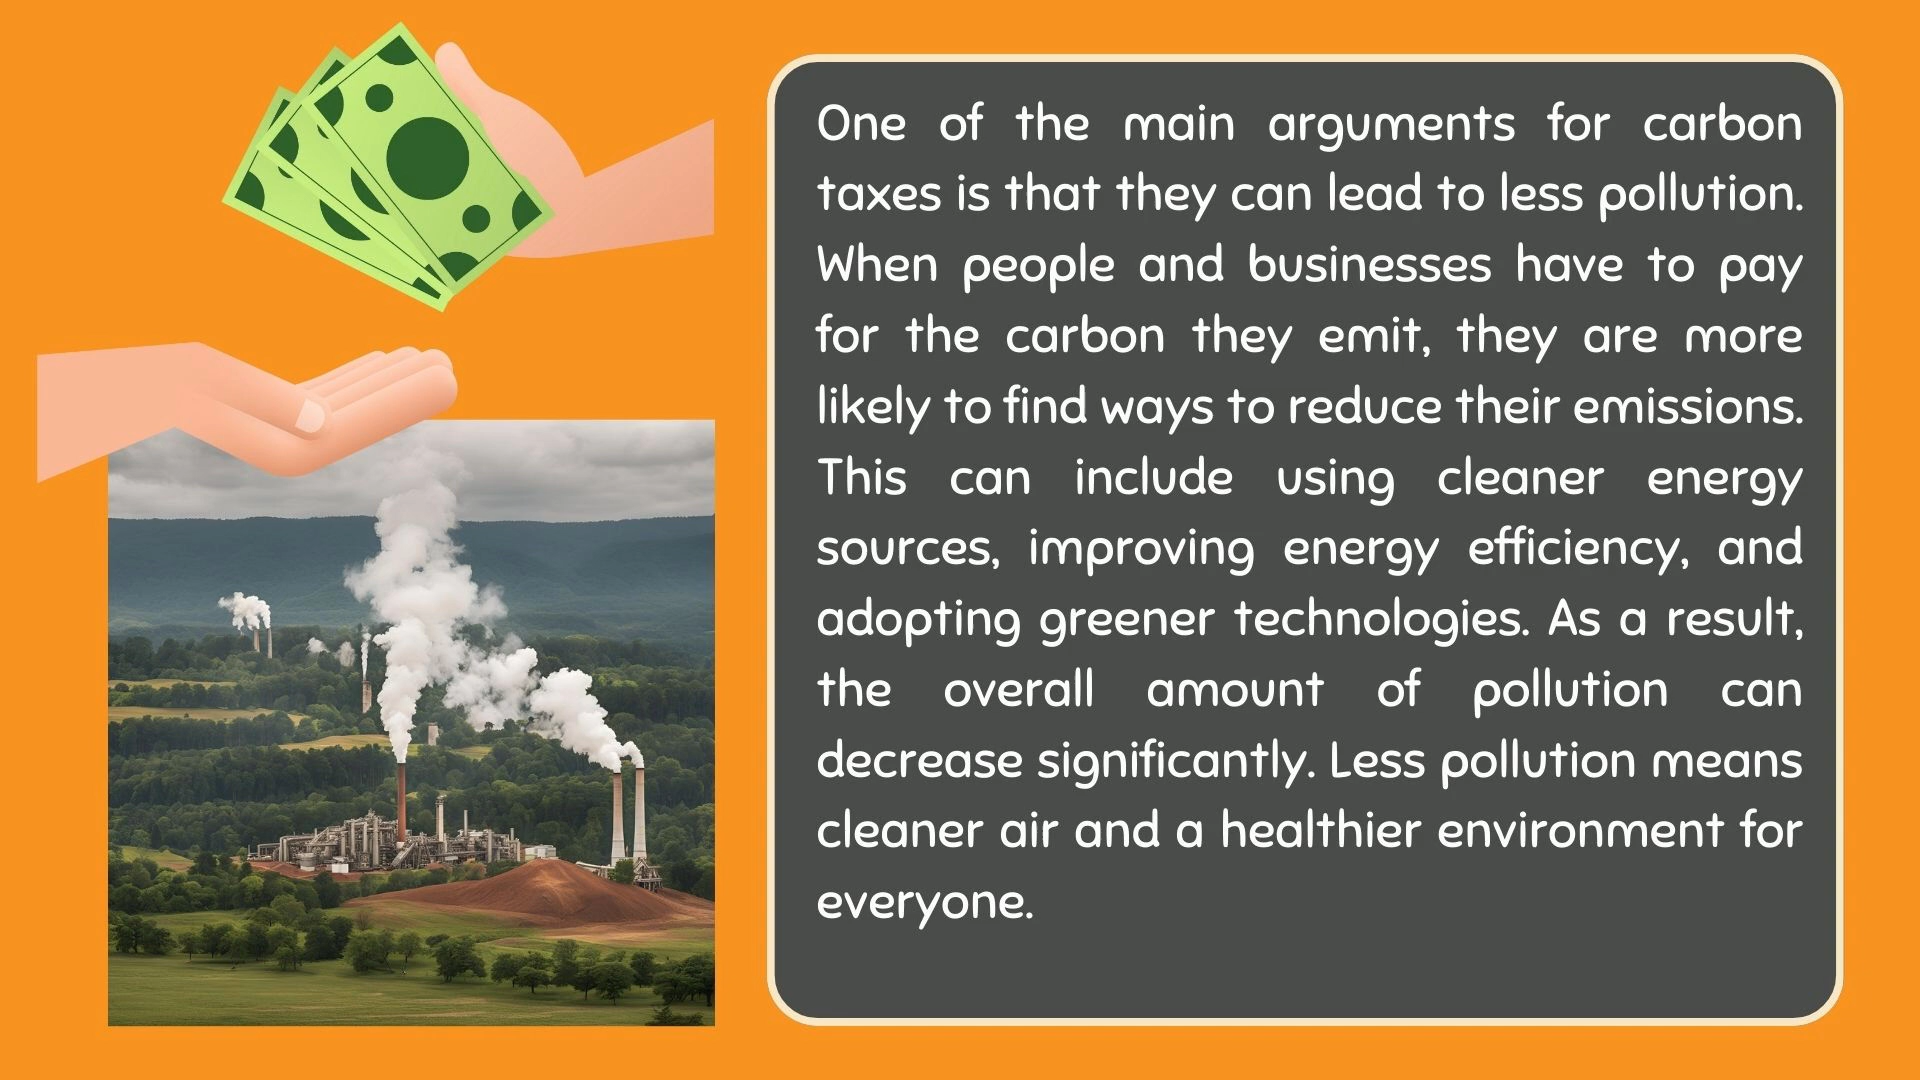 One of the main arguments for carbon
taxes is that they can lead to less pollution.
When people and businesses have to pay
for the carbon they emit, they are more
likely to find ways to reduce their emissions.
This can include using cleaner energy
sources, improving energy efficiency, and
adopting greener technologies. As a result,
the overall amount of pollution can
decrease significantly. Less pollution means
cleaner air and a healthier environment for
everyone.